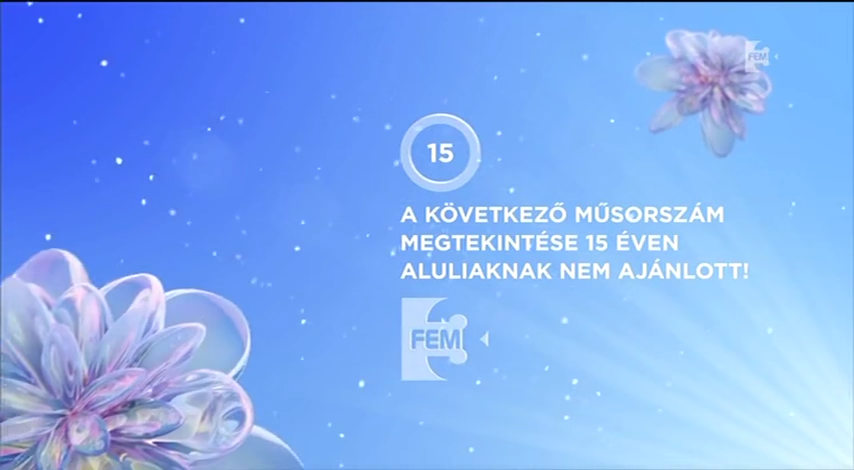 FEM
15
A KÖVETKEZŐ MŰSORSZÁM
MEGTEKINTÉSE 15 ÉVEN
ALULIAKNAK NEM AJÁNLOTT!
FEM